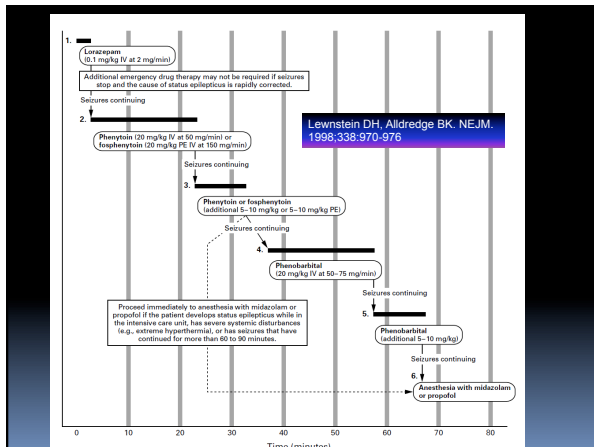 1.
Lorazepam
(0.1 mg/kg IV at 2 mg/min)
Additional emergency drug therapy may not be required if seizures
stop and the cause of status epilepticus is rapidly corrected.
Seizures continuing
2.
Phenytoin (20 mg/kg IV at 50 mg/min) or
fosphenytoin (20 mg/kg PE IV at 150 mg/min)
Lewnstein DH, Alldredge BK. NEJM.
1998;338:970-976
Seizures continuing
3.
Phenytoin or fosphenytoin
(additional 5–10 mg/kg or 5–10 mg/kg PE)
Seizures continuing
4.
Phenobarbital
(20 mg/kg IV at 50–75 mg/min)
Seizures continuing
Proceed immediately to anesthesia with midazolam or
propofol if the patient develops status epilepticus while in
the intensive care unit, has severe systemic disturbances
(e.g., extreme hyperthermia), or has seizures that have
continued for more than 60 to 90 minutes.
5.
Phenobarbital
(additional 5–10 mg/kg)
Seizures continuing
6.
Anesthesia with midazolam
or propofol
0 10 20 30 40 50 60 70 80
Time (minutes)